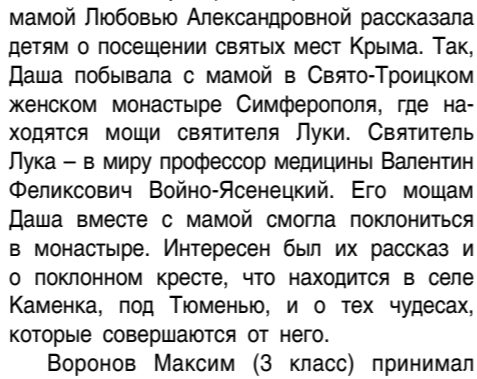 мамой Любовью Александровной рассказала
детям о посещении святых мест Крыма. Так,
Даша побывала с мамой в Свято-Троицком
женском монастыре Симферополя, где на-
ходятся мощи святителя Луки. Святитель
Лука – в миру профессор медицины Валентин
Феликсович Войно-Ясенецкий. Его мощам
Даша вместе с мамой смогла поклониться
в монастыре. Интересен был их рассказ и
о поклонном кресте, что находится в селе
Каменка, под Тюменью, и о тех чудесах,
которые совершаются от него.
Воронов Максим (3 класс) принимал